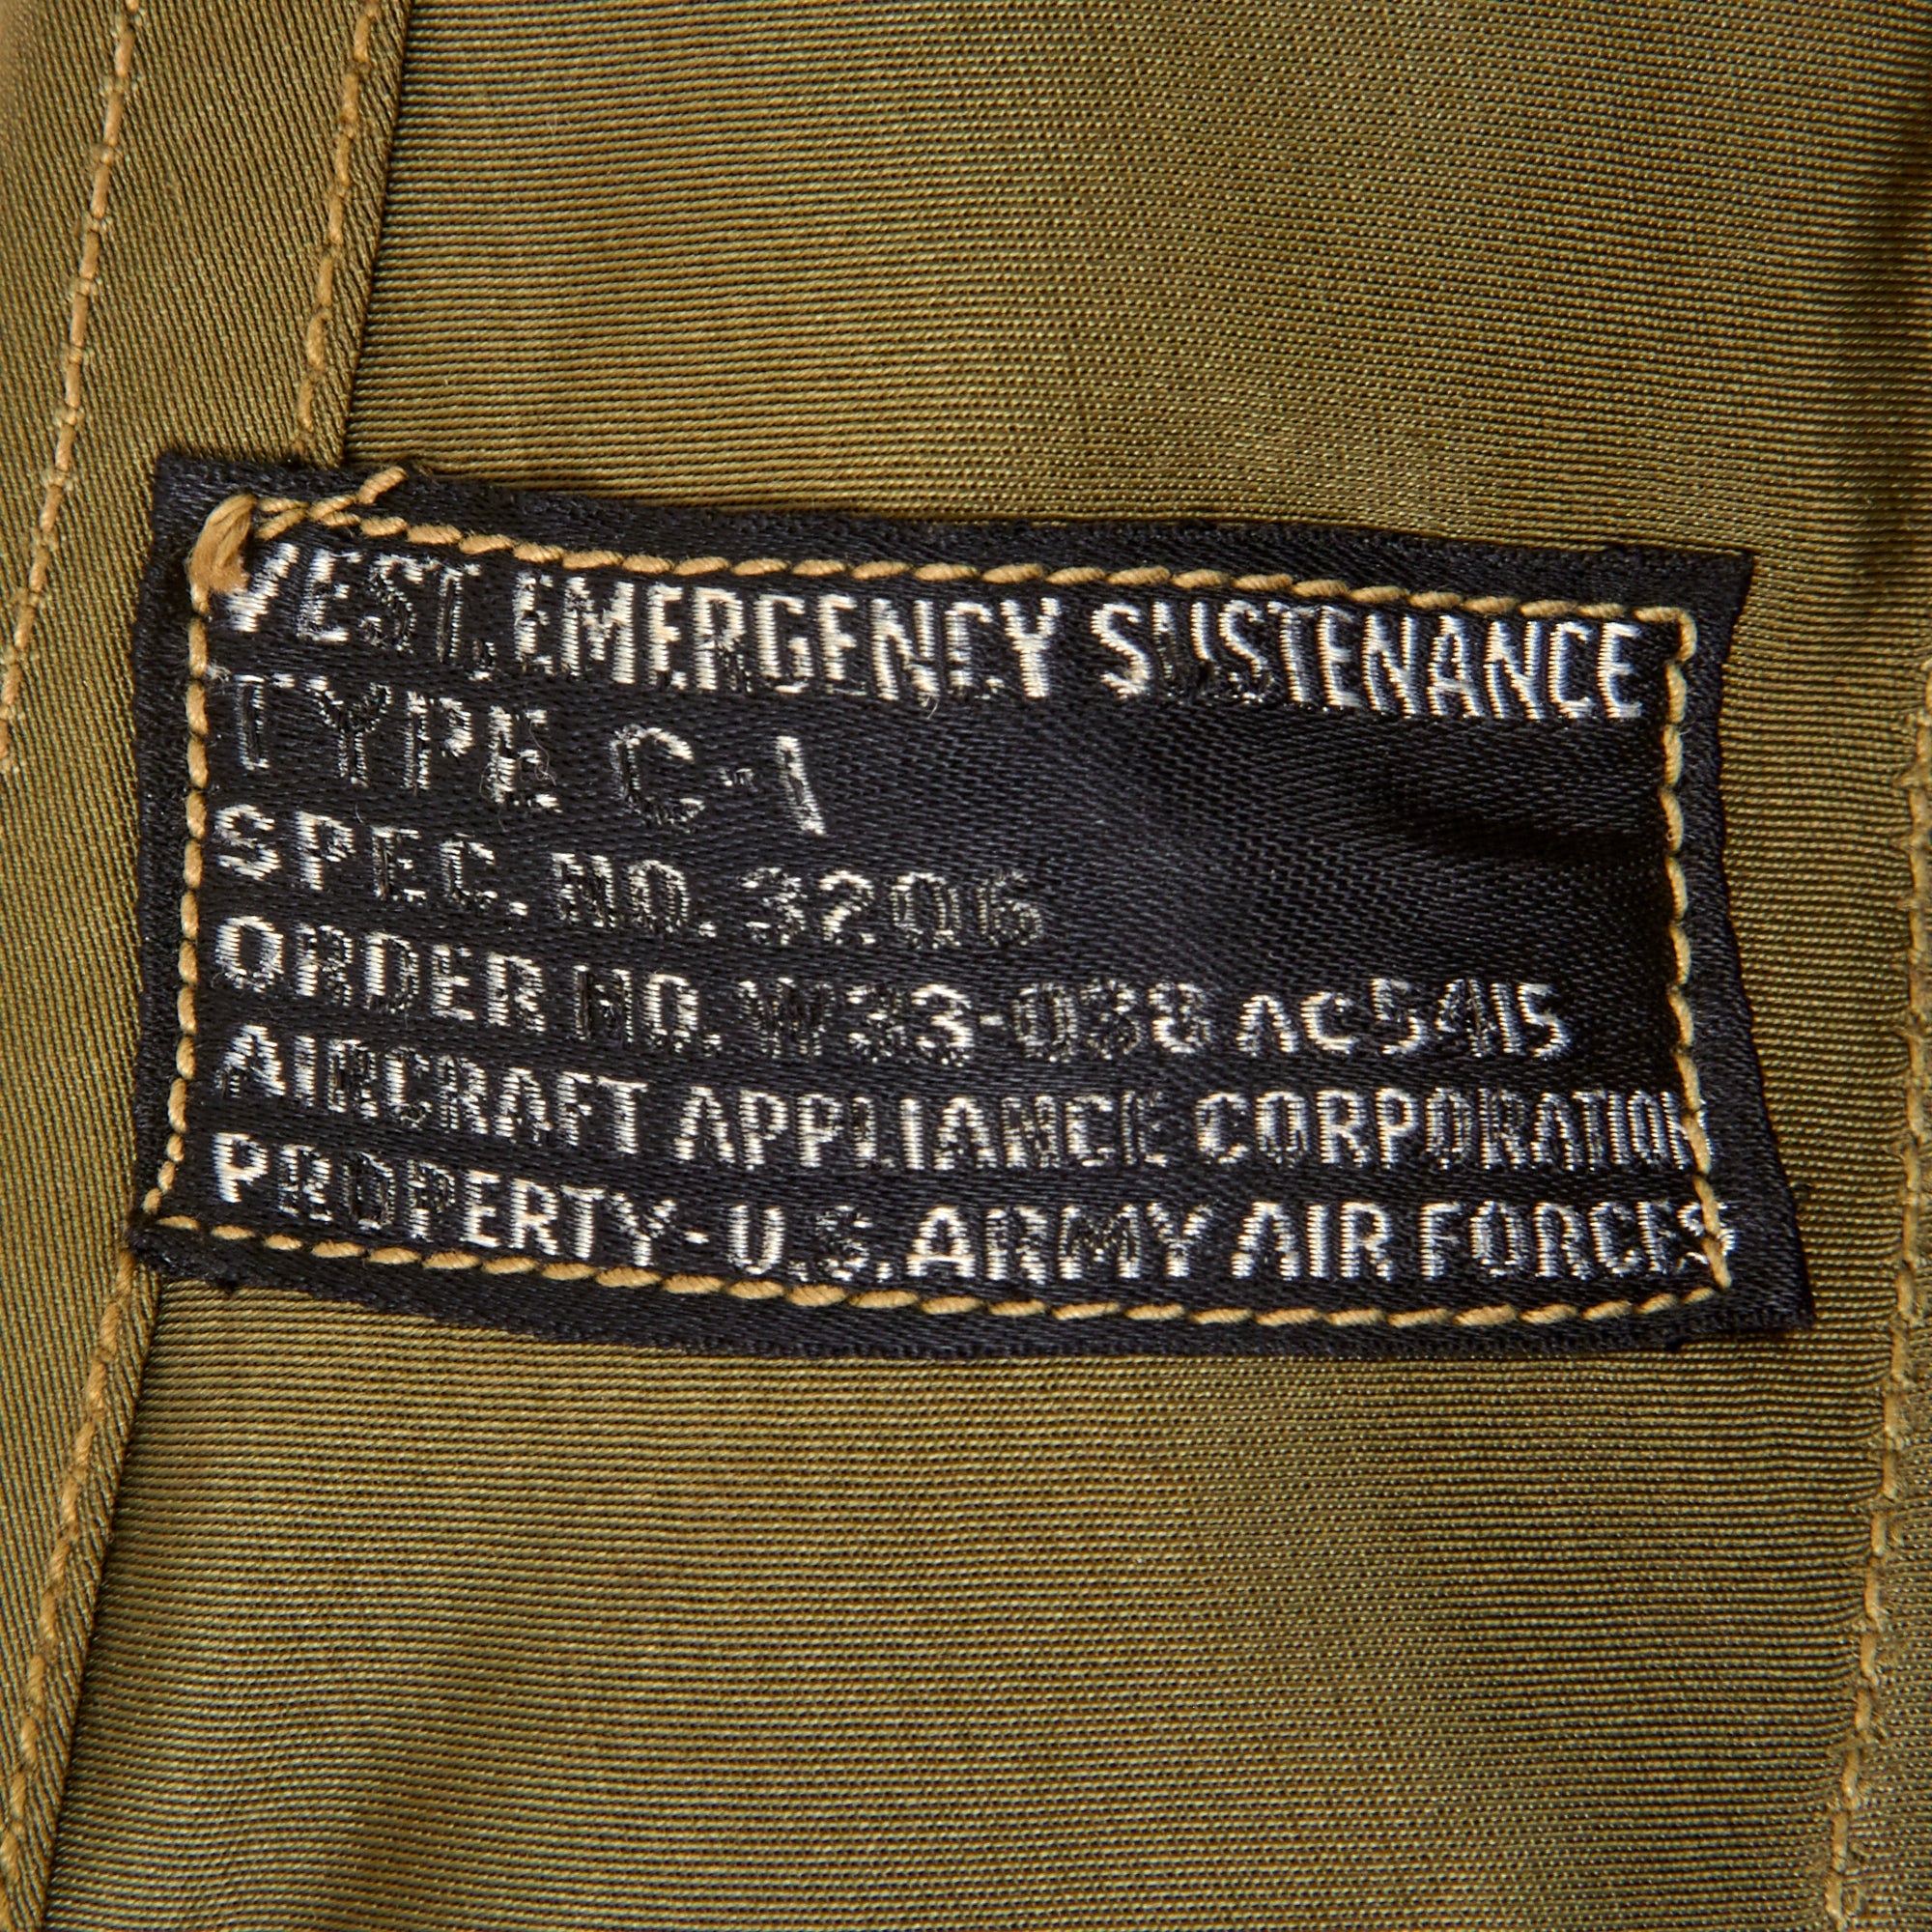 VEST, EMERGENCY SUSTENANCE
TYPE C-1
SPEC. NO. 3206
ORDER NO. W33-038 AC5415
AIRCRAFT APPLIANCE CORPORATION
PROPERTY-U.S. ARMY AIR FORCES